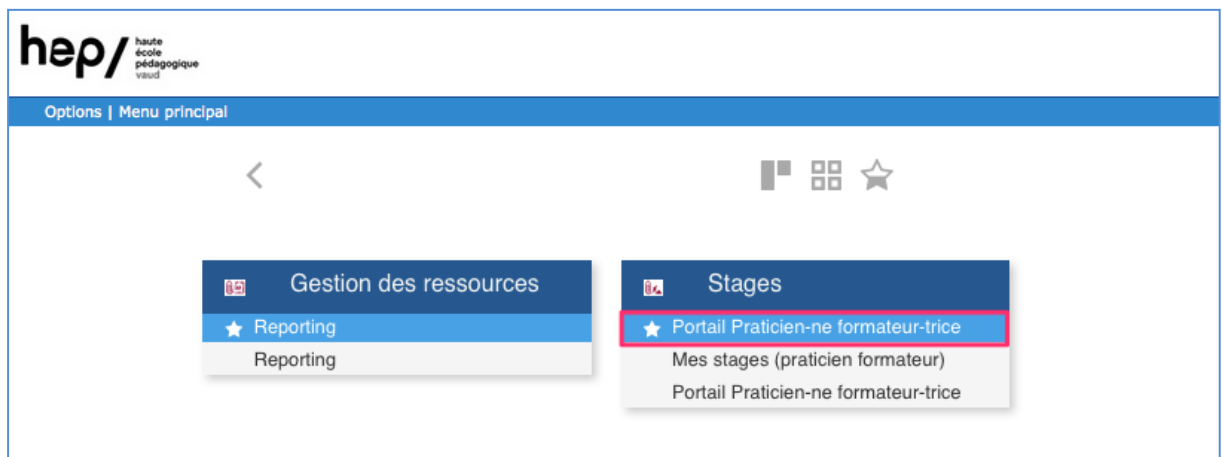 hep/
haute
école
pédagogique
vaud
Options | Menu principal
Gestion des ressources
Reporting
Reporting
Stages
Portail Praticien-ne formateur-trice
Mes stages (praticien formateur)
Portail Praticien-ne formateur-trice